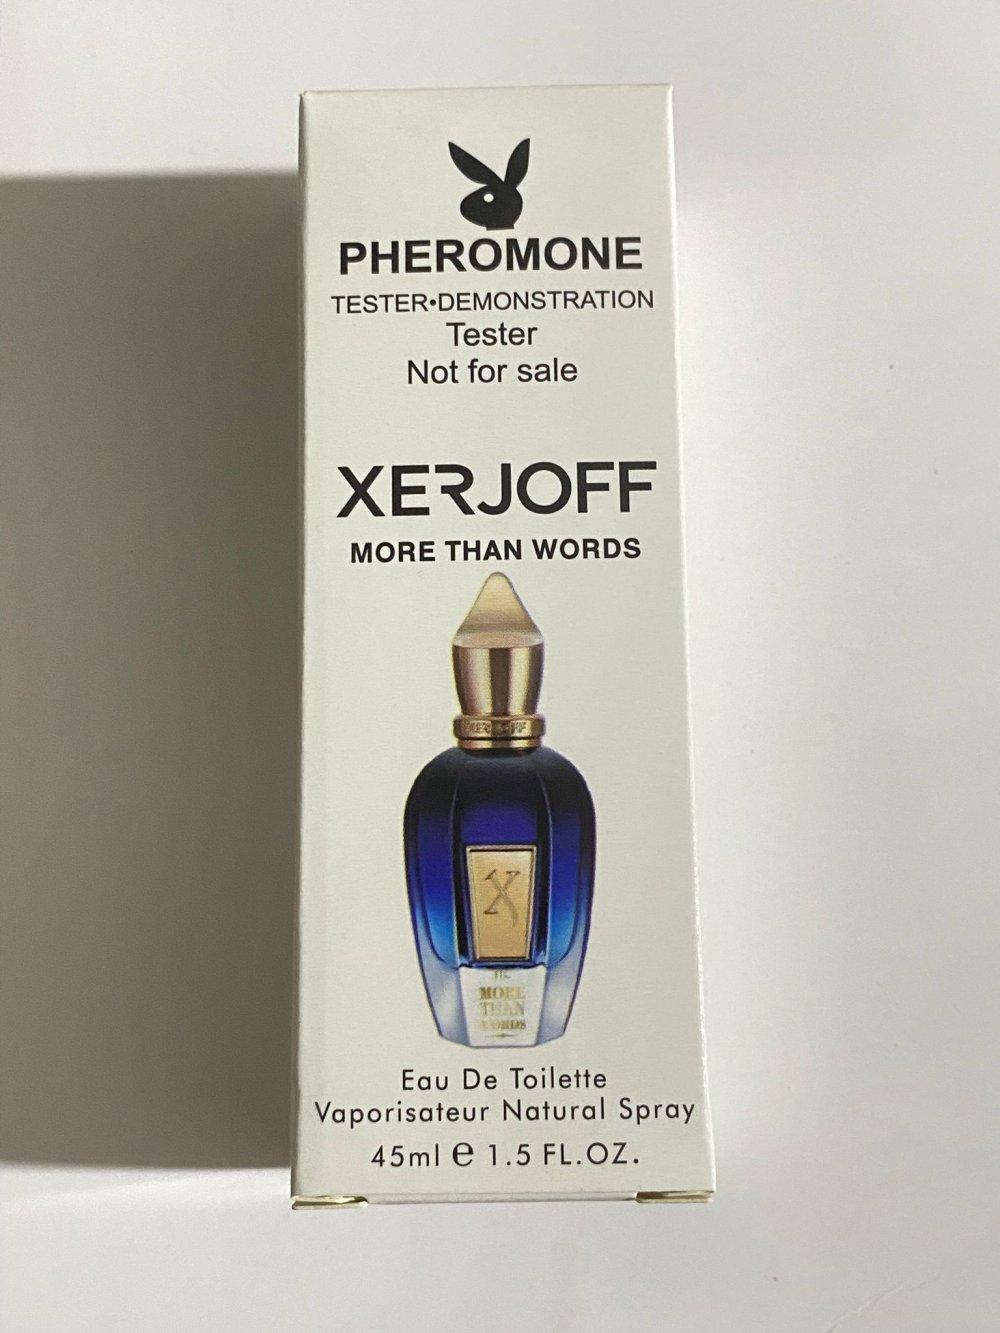 PHEROMONE
TESTER•DEMONSTRATION
Tester
Not for sale
XERJOFF
MORE THAN WORDS
XERJOFF
X
MORE
THAN
WORDS
Eau De Toilette
Vaporisateur Natural Spray
45ml e 1.5 FL.OZ.